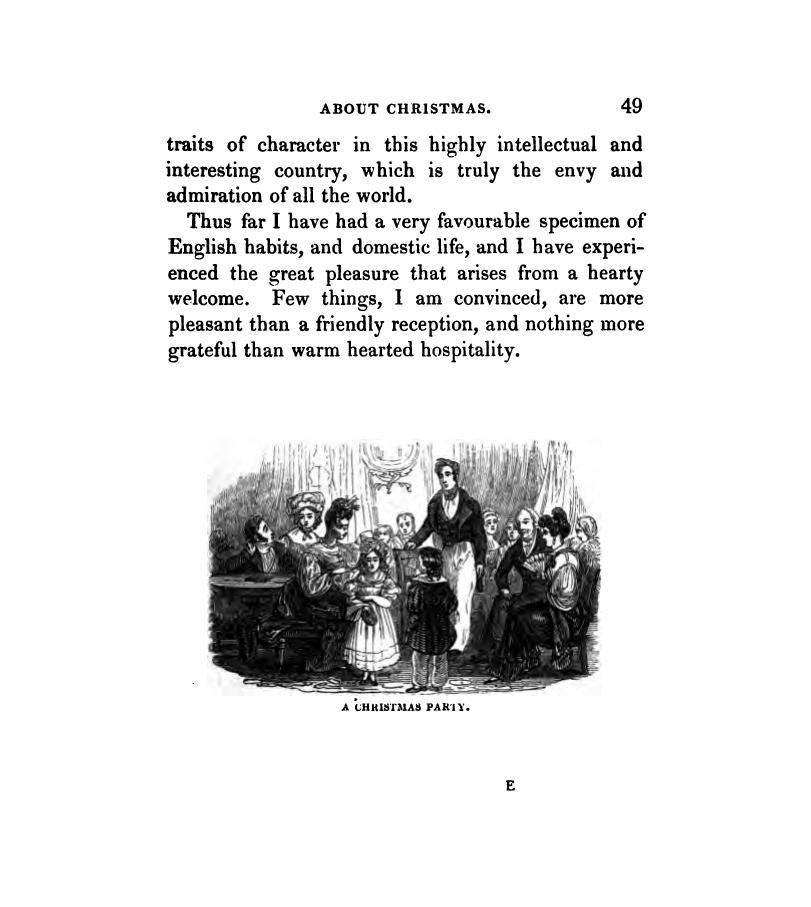 ABOUT CHRISTMAS. 49
traits of character in this highly intellectual and
interesting country, which is truly the envy and
admiration of all the world.
Thus far I have had a very favourable specimen of
English habits, and domestic life, and I have experi-
enced the great pleasure that arises from a hearty
welcome. Few things, I am convinced, are more
pleasant than a friendly reception, and nothing more
grateful than warm hearted hospitality.
A CHRISTMAS PARTY.
E